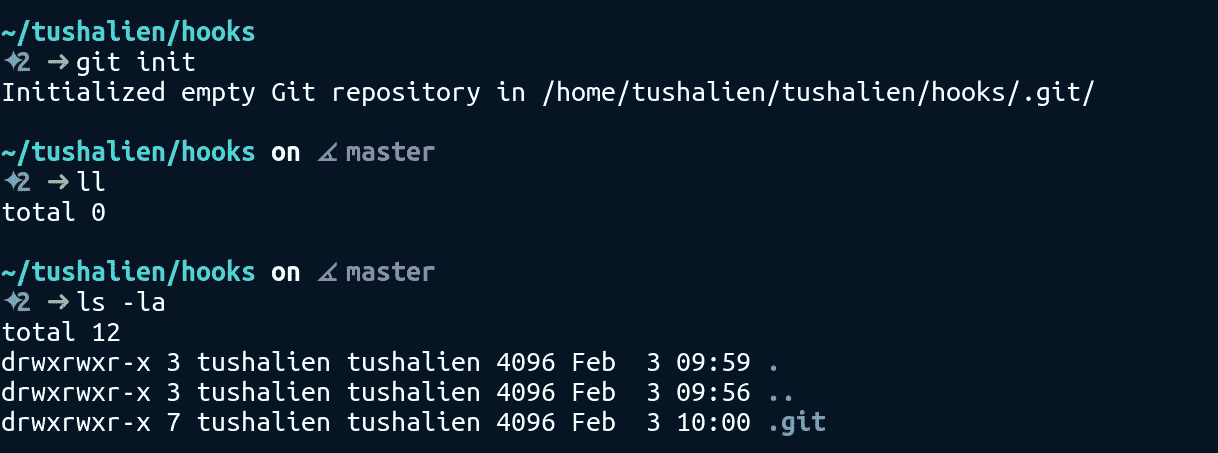 ~/tushalien/hooks
✦2 →git init
Initialized empty Git repository in /home/tushalien/tushalien/hooks/.git/
~/tushalien/hooks on ∡ master
✦2 →ll
total 0
~/tushalien/hooks on ∡ master
✦2 →ls -la
total 12
drwxrwxr-x 3 tushalien tushalien 4096 Feb  3 09:59 .
drwxrwxr-x 3 tushalien tushalien 4096 Feb  3 09:56 ..
drwxrwxr-x 7 tushalien tushalien 4096 Feb  3 10:00 .git